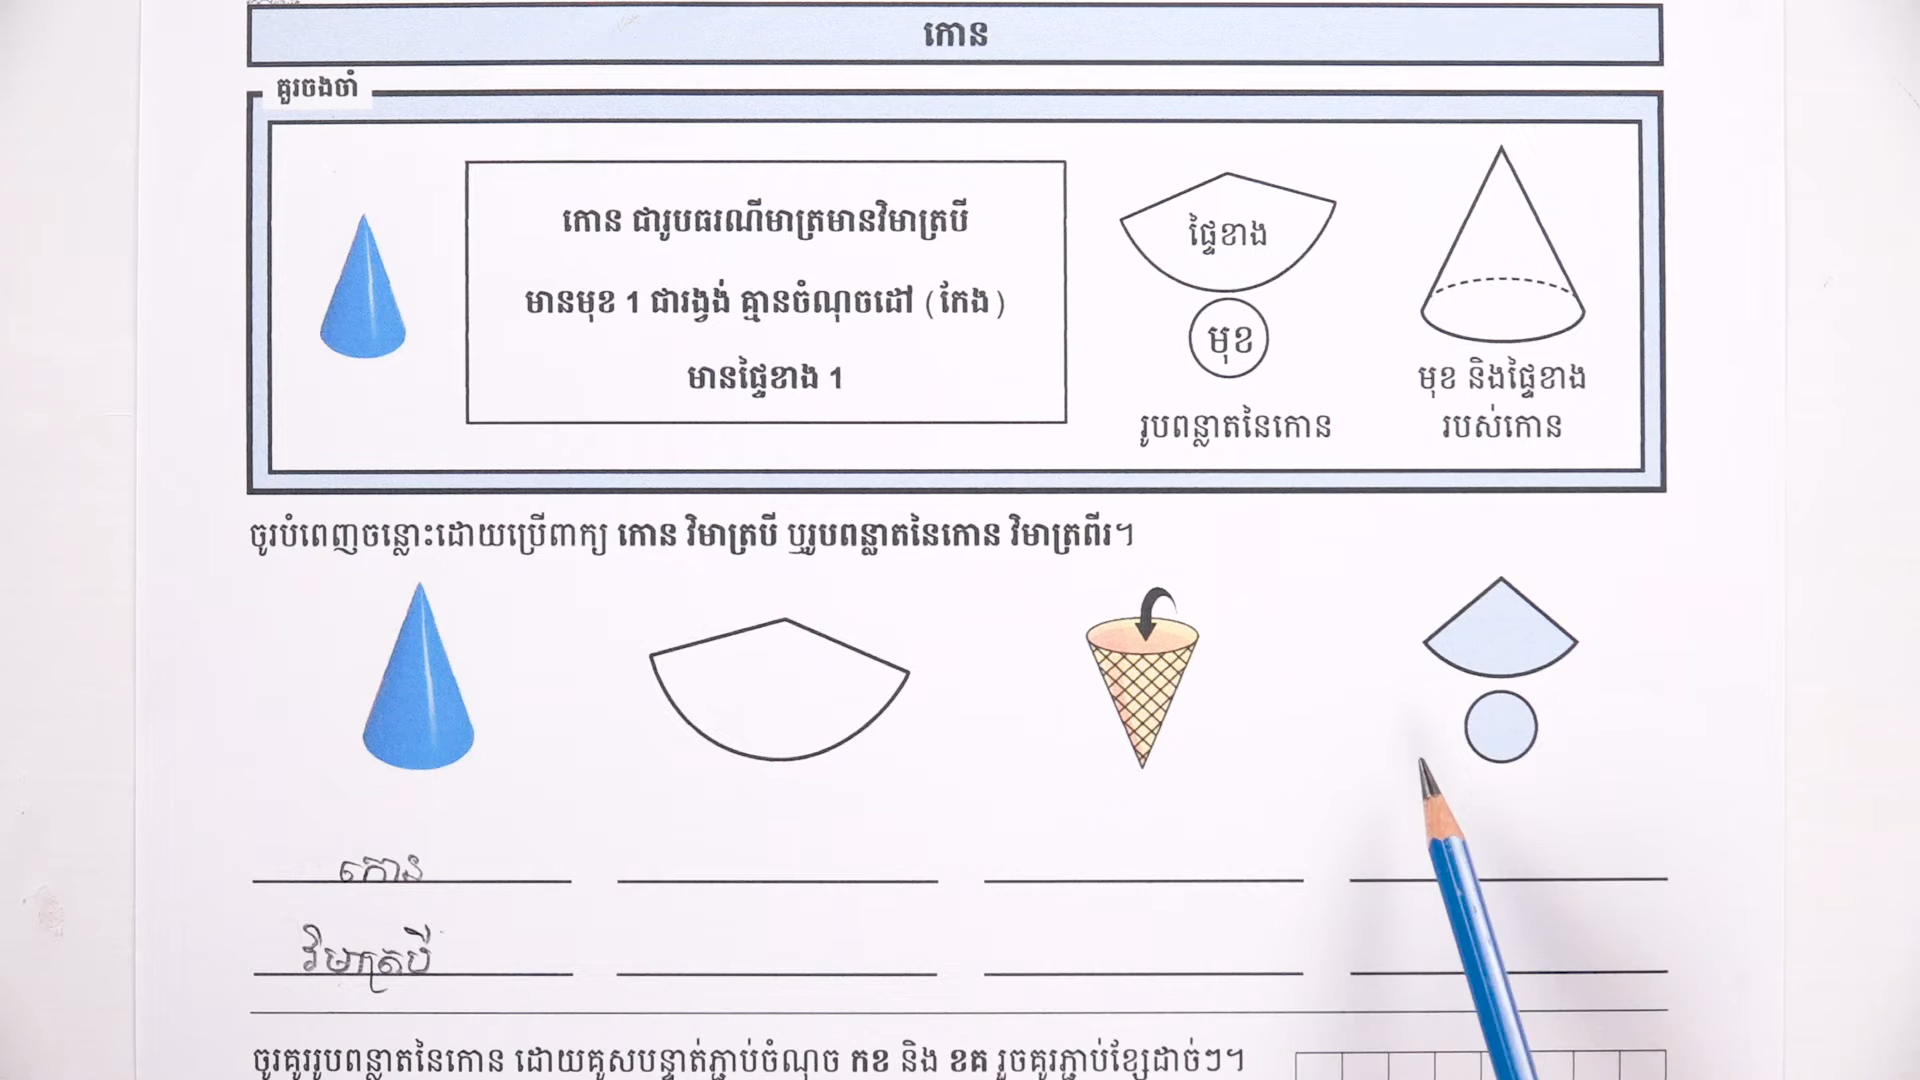 កោន
គួរចងចាំ
កោន ជារូបធរណីមាត្រមានវិមាត្របី
មានមុខ 1 ជារង្វង់ គ្មានចំណុចដៅ (កែង)
មានផ្ទៃខាង 1
ផ្ទៃខាង
មុខ
រូបពន្លាតនៃកោន
មុខ និងផ្ទៃខាង
របស់កោន
ចូរបំពេញចន្លោះដោយប្រើពាក្យ កោន វិមាត្របី ឬរូបពន្លាតនៃកោន វិមាត្រពីរ។
កោន
វិមាត្របី
ចូរគូររូបពន្លាតនៃកោន ដោយគូសបន្ទាត់ភ្ជាប់ចំណុច កខ និង ខគ រួចគូរភ្ជាប់ខ្សែដាច់ៗ។